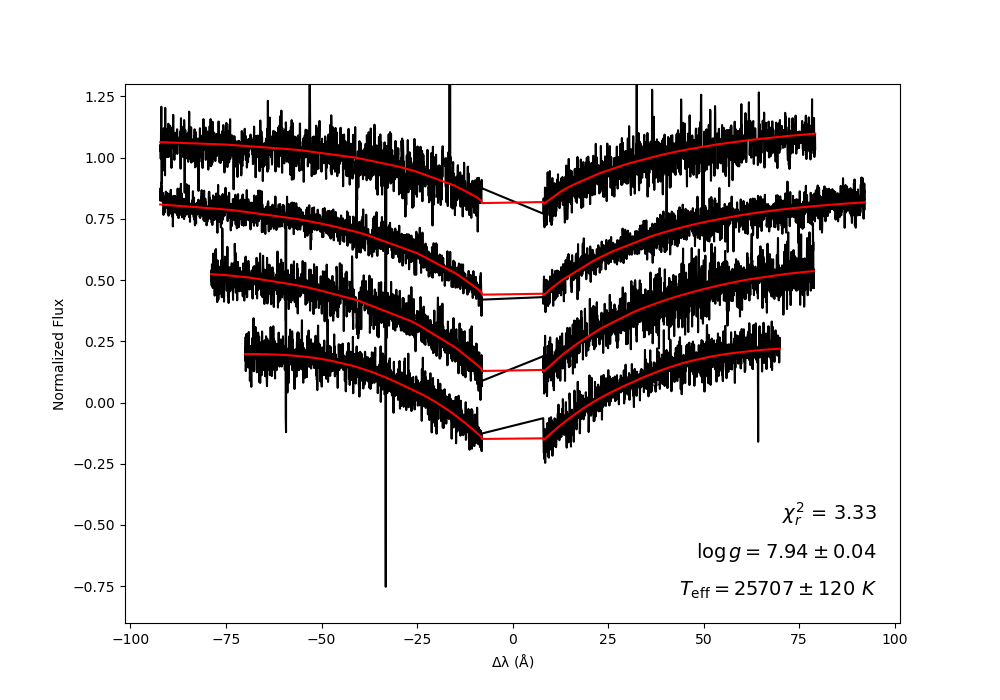 1.25
1.00
0.75
0.50
0.25
0.00
−0.25
−0.50
−0.75
Normalized Flux
χ²ᵣ = 3.33
log g = 7.94 ± 0.04
T_eff = 25707 ± 120 K
−100 −75 −50 −25 0 25 50 75 100
Δλ (Å)